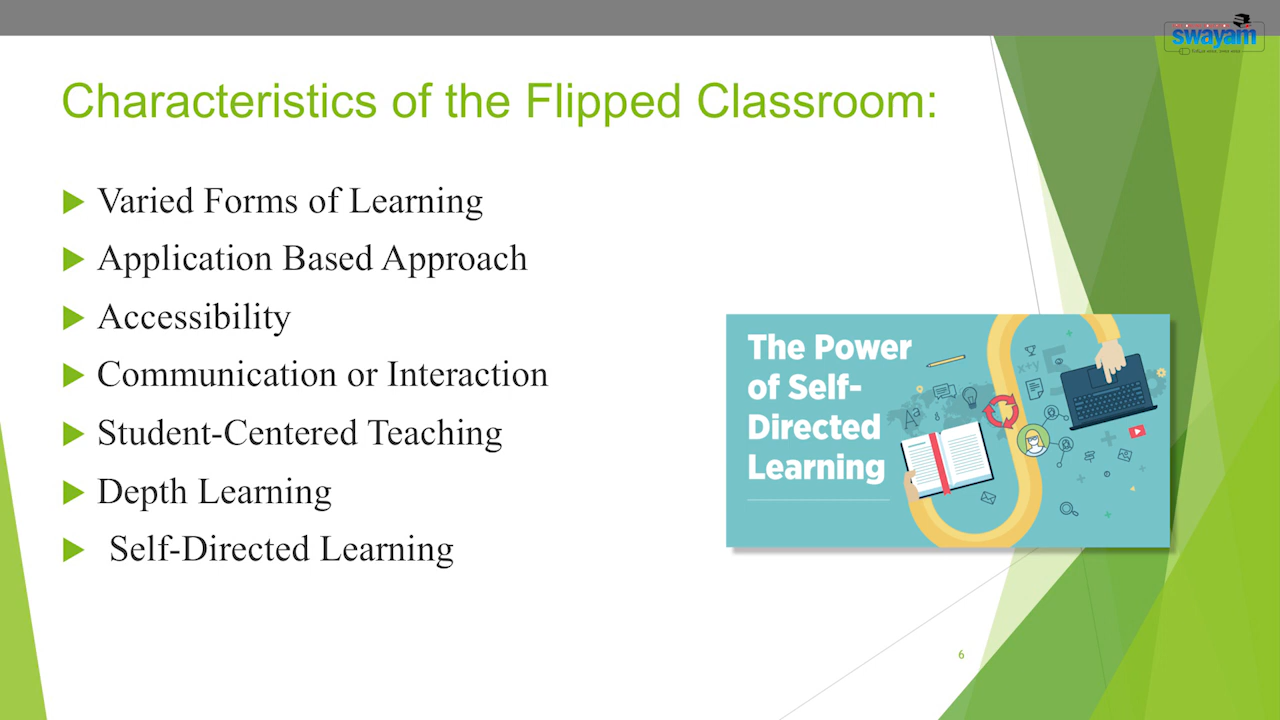 swayam
Characteristics of the Flipped Classroom:
Varied Forms of Learning
Application Based Approach
Accessibility
Communication or Interaction
Student-Centered Teaching
Depth Learning
Self-Directed Learning
The Power
of Self-
Directed
Learning
x+y
6